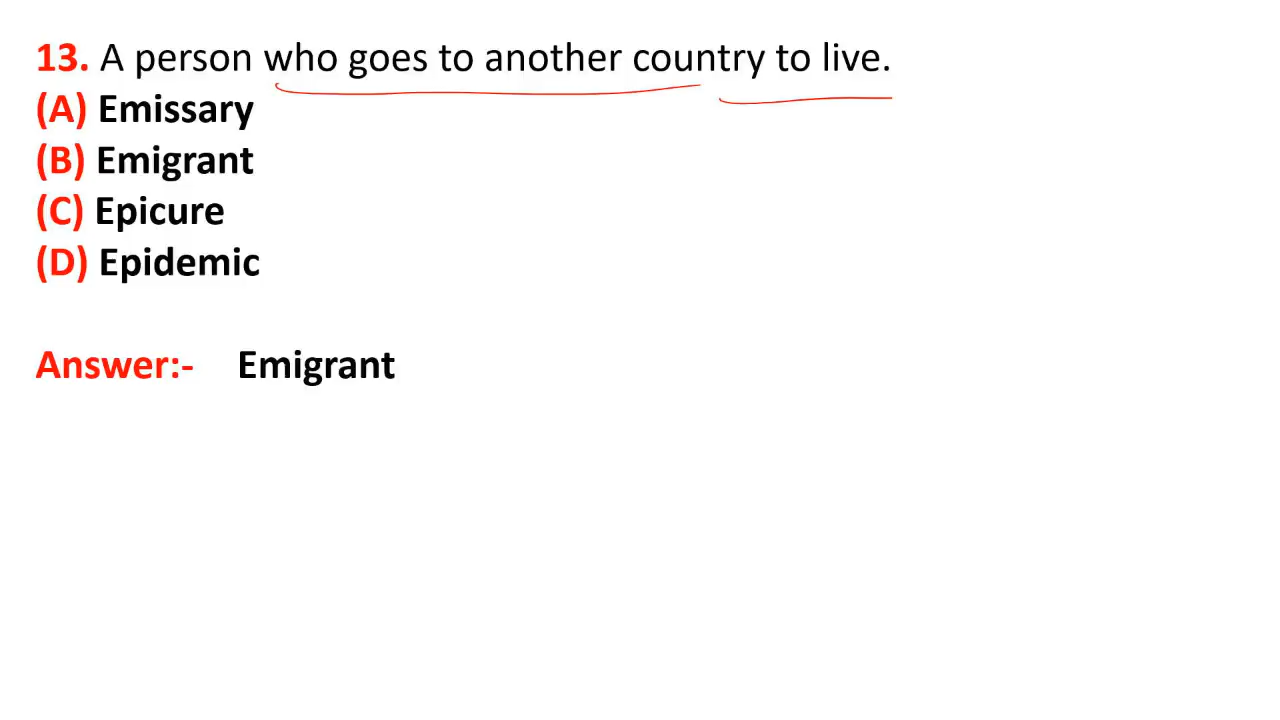 13. A person who goes to another country to live.
(A) Emissary
(B) Emigrant
(C) Epicure
(D) Epidemic
Answer:- Emigrant